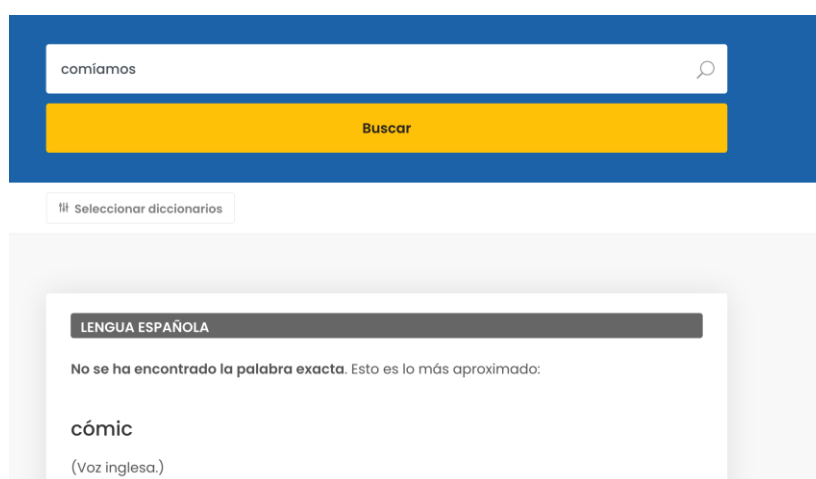 comíamos
Buscar
Seleccionar diccionarios
LENGUA ESPAÑOLA
No se ha encontrado la palabra exacta. Esto es lo más aproximado:
cómic
(Voz inglesa.)